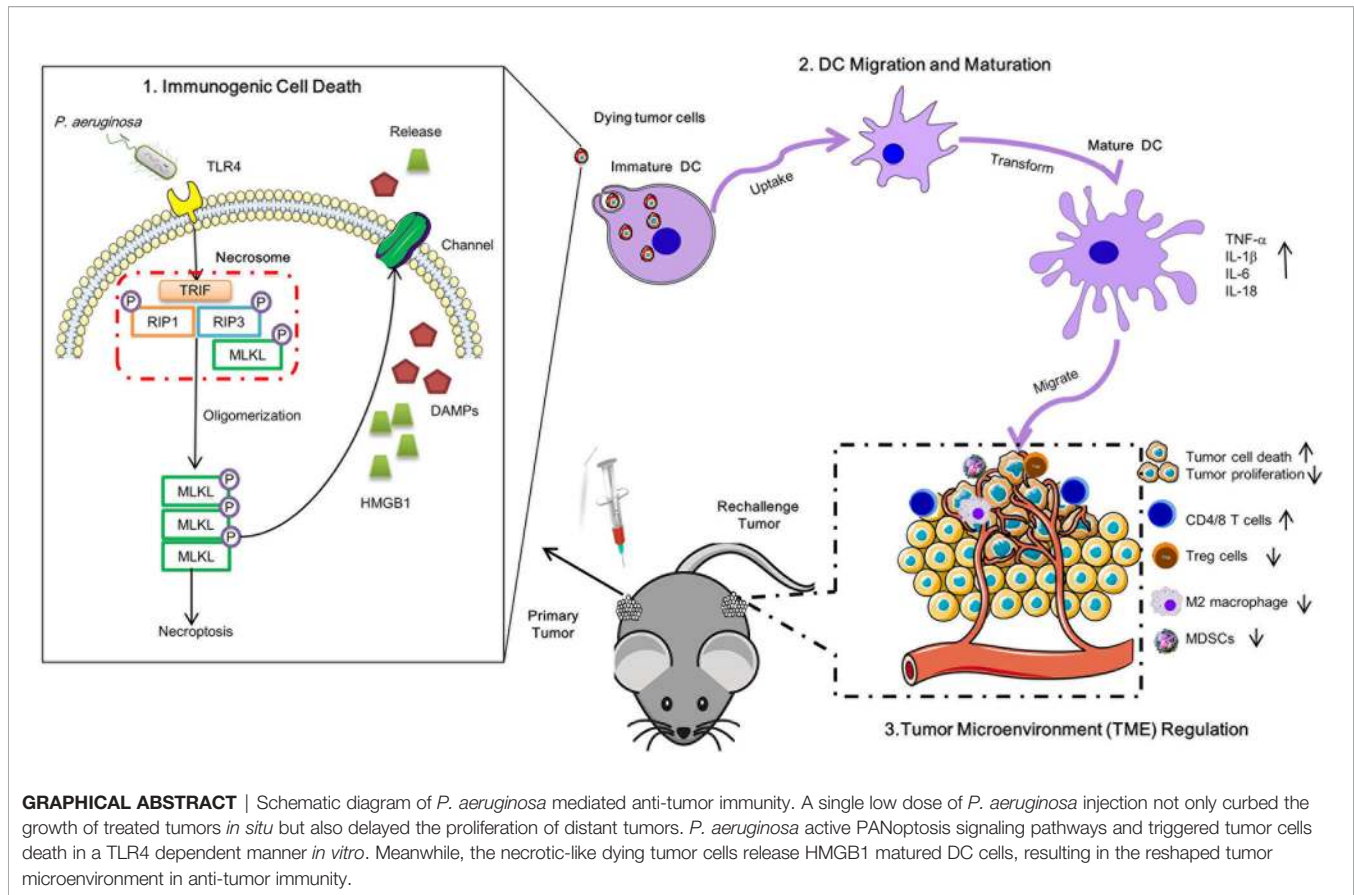 1. Immunogenic Cell Death
P. aeruginosa
TLR4
Release
Channel
Necrosome
TRIF
P
P
RIP1
RIP3
P
MLKL
Oligomerization
DAMPs
HMGB1
P
MLKL
P
MLKL
P
MLKL
Necroptosis
2. DC Migration and Maturation
Dying tumor cells
Immature DC
Uptake
Transform
Mature DC
TNF-α
IL-1β
IL-6
IL-18
Migrate
Primary
Tumor
Rechallenge
Tumor
Tumor cell death
Tumor proliferation
CD4/8 T cells
Treg cells
M2 macrophage
MDSCs
3.Tumor Microenvironment (TME) Regulation
GRAPHICAL ABSTRACT | Schematic diagram of P. aeruginosa mediated anti-tumor immunity. A single low dose of P. aeruginosa injection not only curbed the
growth of treated tumors in situ but also delayed the proliferation of distant tumors. P. aeruginosa active PANoptosis signaling pathways and triggered tumor cells
death in a TLR4 dependent manner in vitro. Meanwhile, the necrotic-like dying tumor cells release HMGB1 matured DC cells, resulting in the reshaped tumor
microenvironment in anti-tumor immunity.